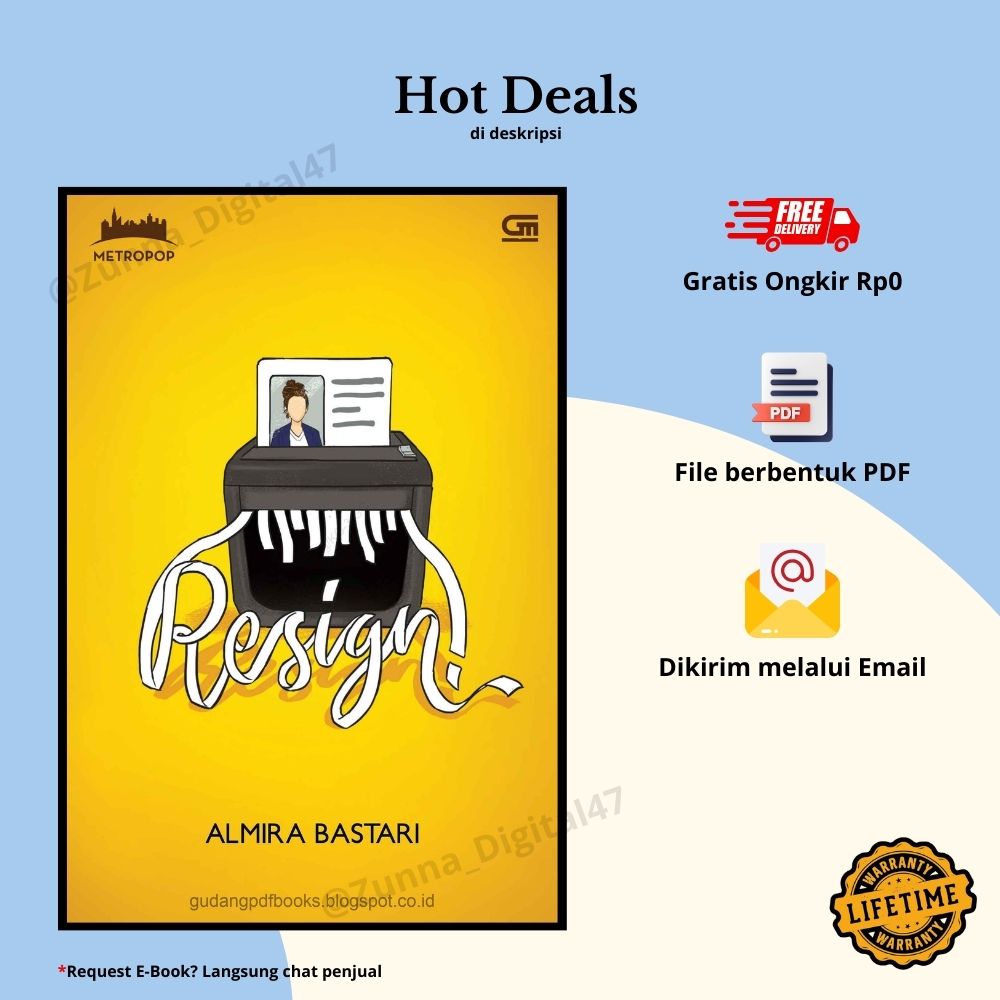 Hot Deals
di deskripsi
METROPOP
GM
@Zunna_Digital47
Resign!
ALMIRA BASTARI
@Zunna_Digital47
gudangpdfbooks.blogspot.co.id
FREE
DELIVERY
Gratis Ongkir Rp0
PDF
File berbentuk PDF
@
Dikirim melalui Email
WARRANTY
LIFETIME
WARRANTY
*Request E-Book? Langsung chat penjual